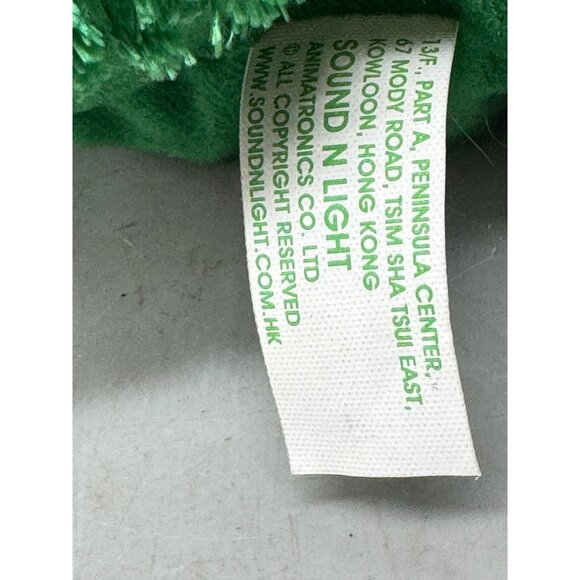 13/F., PART A, PENINSULA CENTER,
67 MODY ROAD, TSIM SHA TSUI EAST,
KOWLOON, HONG KONG
SOUND N LIGHT
ANIMATRONICS CO. LTD
© ALL COPYRIGHT RESERVED
WWW.SOUNDNLIGHT.COM.HK